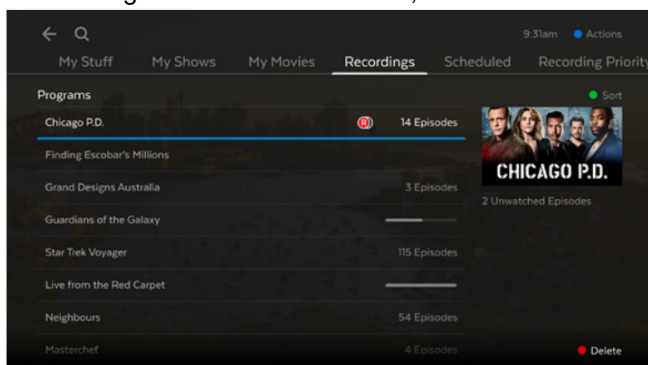 9:31am Actions
My Stuff My Shows My Movies Recordings Scheduled Recording Priority
Programs Sort
Chicago P.D. R 14 Episodes
CHICAGO P.D.
Finding Escobar's Millions
Grand Designs Australia 3 Episodes
2 Unwatched Episodes
Guardians of the Galaxy
Star Trek Voyager 115 Episodes
Live from the Red Carpet
Neighbours 54 Episodes
Masterchef 4 Episodes Delete